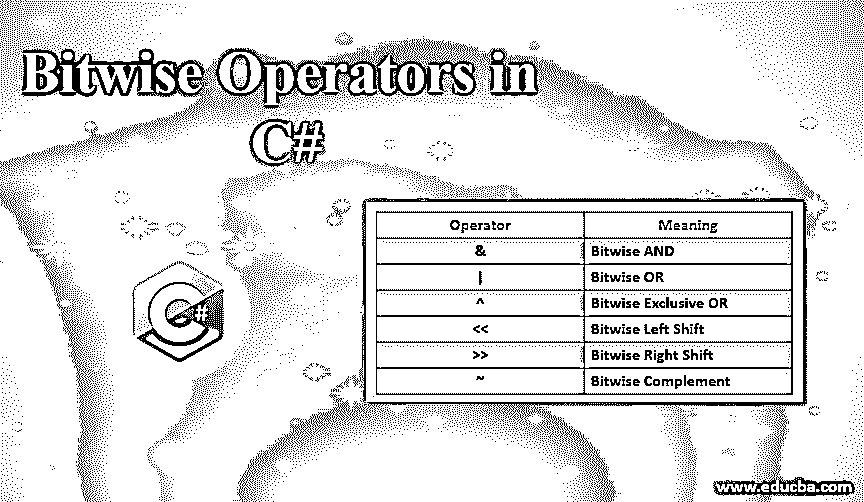 Bitwise Operators in
C#
C#
Operator Meaning
& Bitwise AND
| Bitwise OR
^ Bitwise Exclusive OR
<< Bitwise Left Shift
>> Bitwise Right Shift
~ Bitwise Complement
www.educba.com